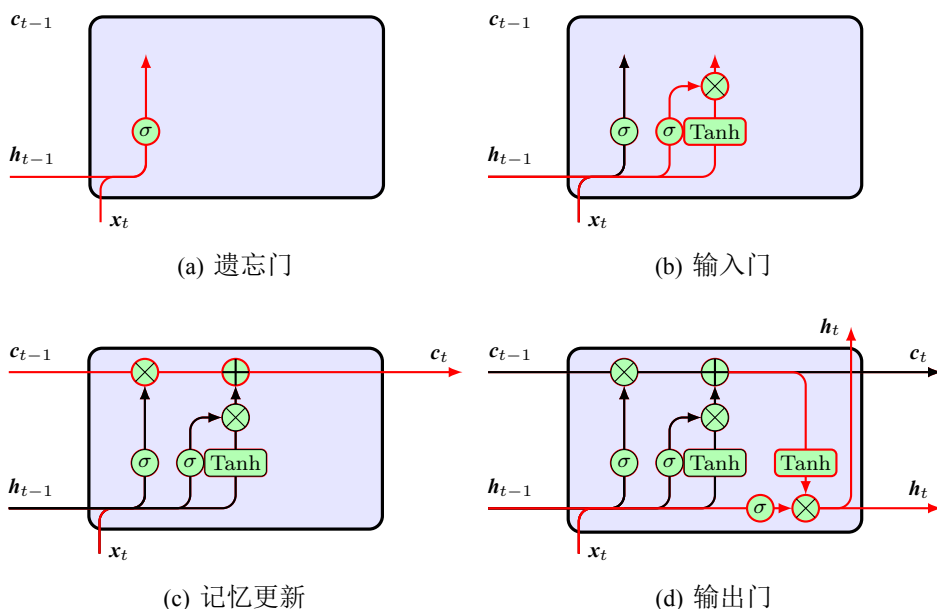 c_{t−1}
σ
h_{t−1}
x_t
(a) 遗忘门
c_{t−1}
σ σ Tanh
h_{t−1}
x_t
(b) 输入门
c_{t−1} c_t
σ σ Tanh
h_{t−1}
x_t
(c) 记忆更新
h_t
c_{t−1} c_t
σ σ Tanh Tanh
h_{t−1} h_t
σ
x_t
(d) 输出门